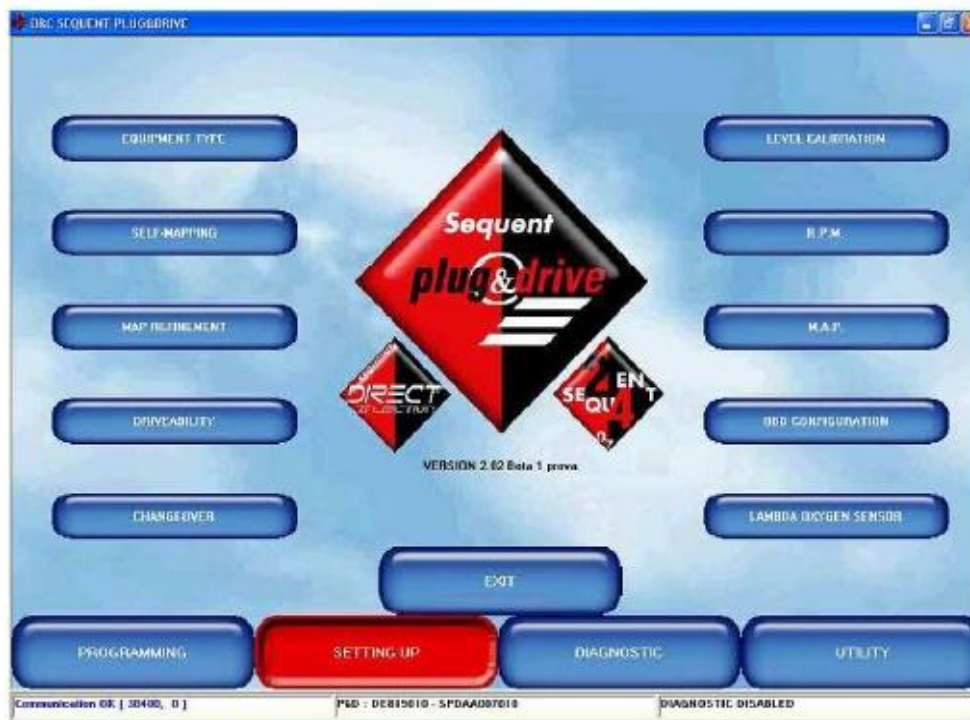 BRC SEQUENT PLUG&DRIVE
EQUIPMENT TYPE
LEVEL CALIBRATION
SELF-MAPPING
R.P.M.
MAP REFINEMENT
M.A.P.
DRIVEABILITY
OBD CONFIGURATION
CHANGEOVER
LAMBDA OXYGEN SENSOR
Sequent
plug&drive
DIRECT
INJECTION
SEQUENT
VERSION 2.02 Beta 1 prova
EXIT
PROGRAMMING
SETTING UP
DIAGNOSTIC
UTILITY
Communication OK [ 38400, 0 ]
P&D : DE815010 - SPDAA007010
DIAGNOSTIC DISABLED